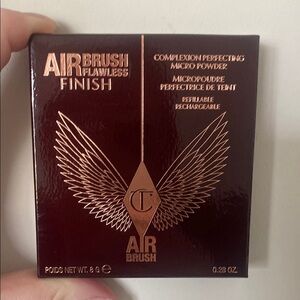 AIRBRUSH
FLAWLESS
FINISH
COMPLEXION PERFECTING
MICRO POWDER
MICROPOUDRE
PERFECTRICE DE TEINT
REFILLABLE
RECHARGEABLE
CT
AIR
BRUSH
POIDS NET WT. 8 G ℮
0.28 OZ.